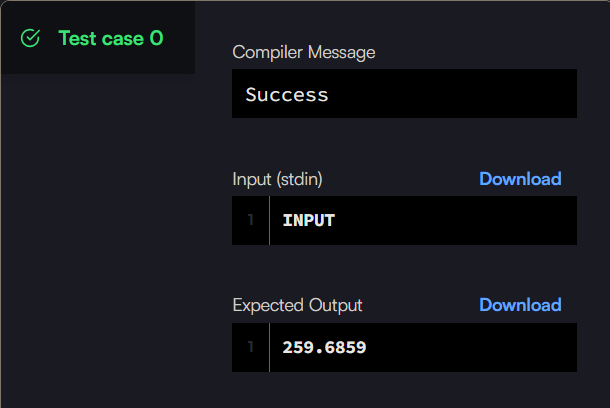 Test case 0
Compiler Message
Success
Input (stdin) Download
1 INPUT
Expected Output Download
1 259.6859